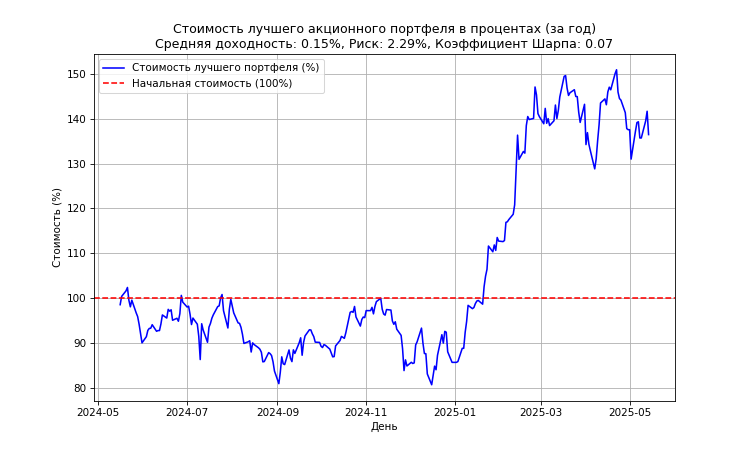 Стоимость лучшего акционного портфеля в процентах (за год)
Средняя доходность: 0.15%, Риск: 2.29%, Коэффициент Шарпа: 0.07
Стоимость лучшего портфеля (%)
Начальная стоимость (100%)
Стоимость (%)
150
140
130
120
110
100
90
80
2024-05 2024-07 2024-09 2024-11 2025-01 2025-03 2025-05
День